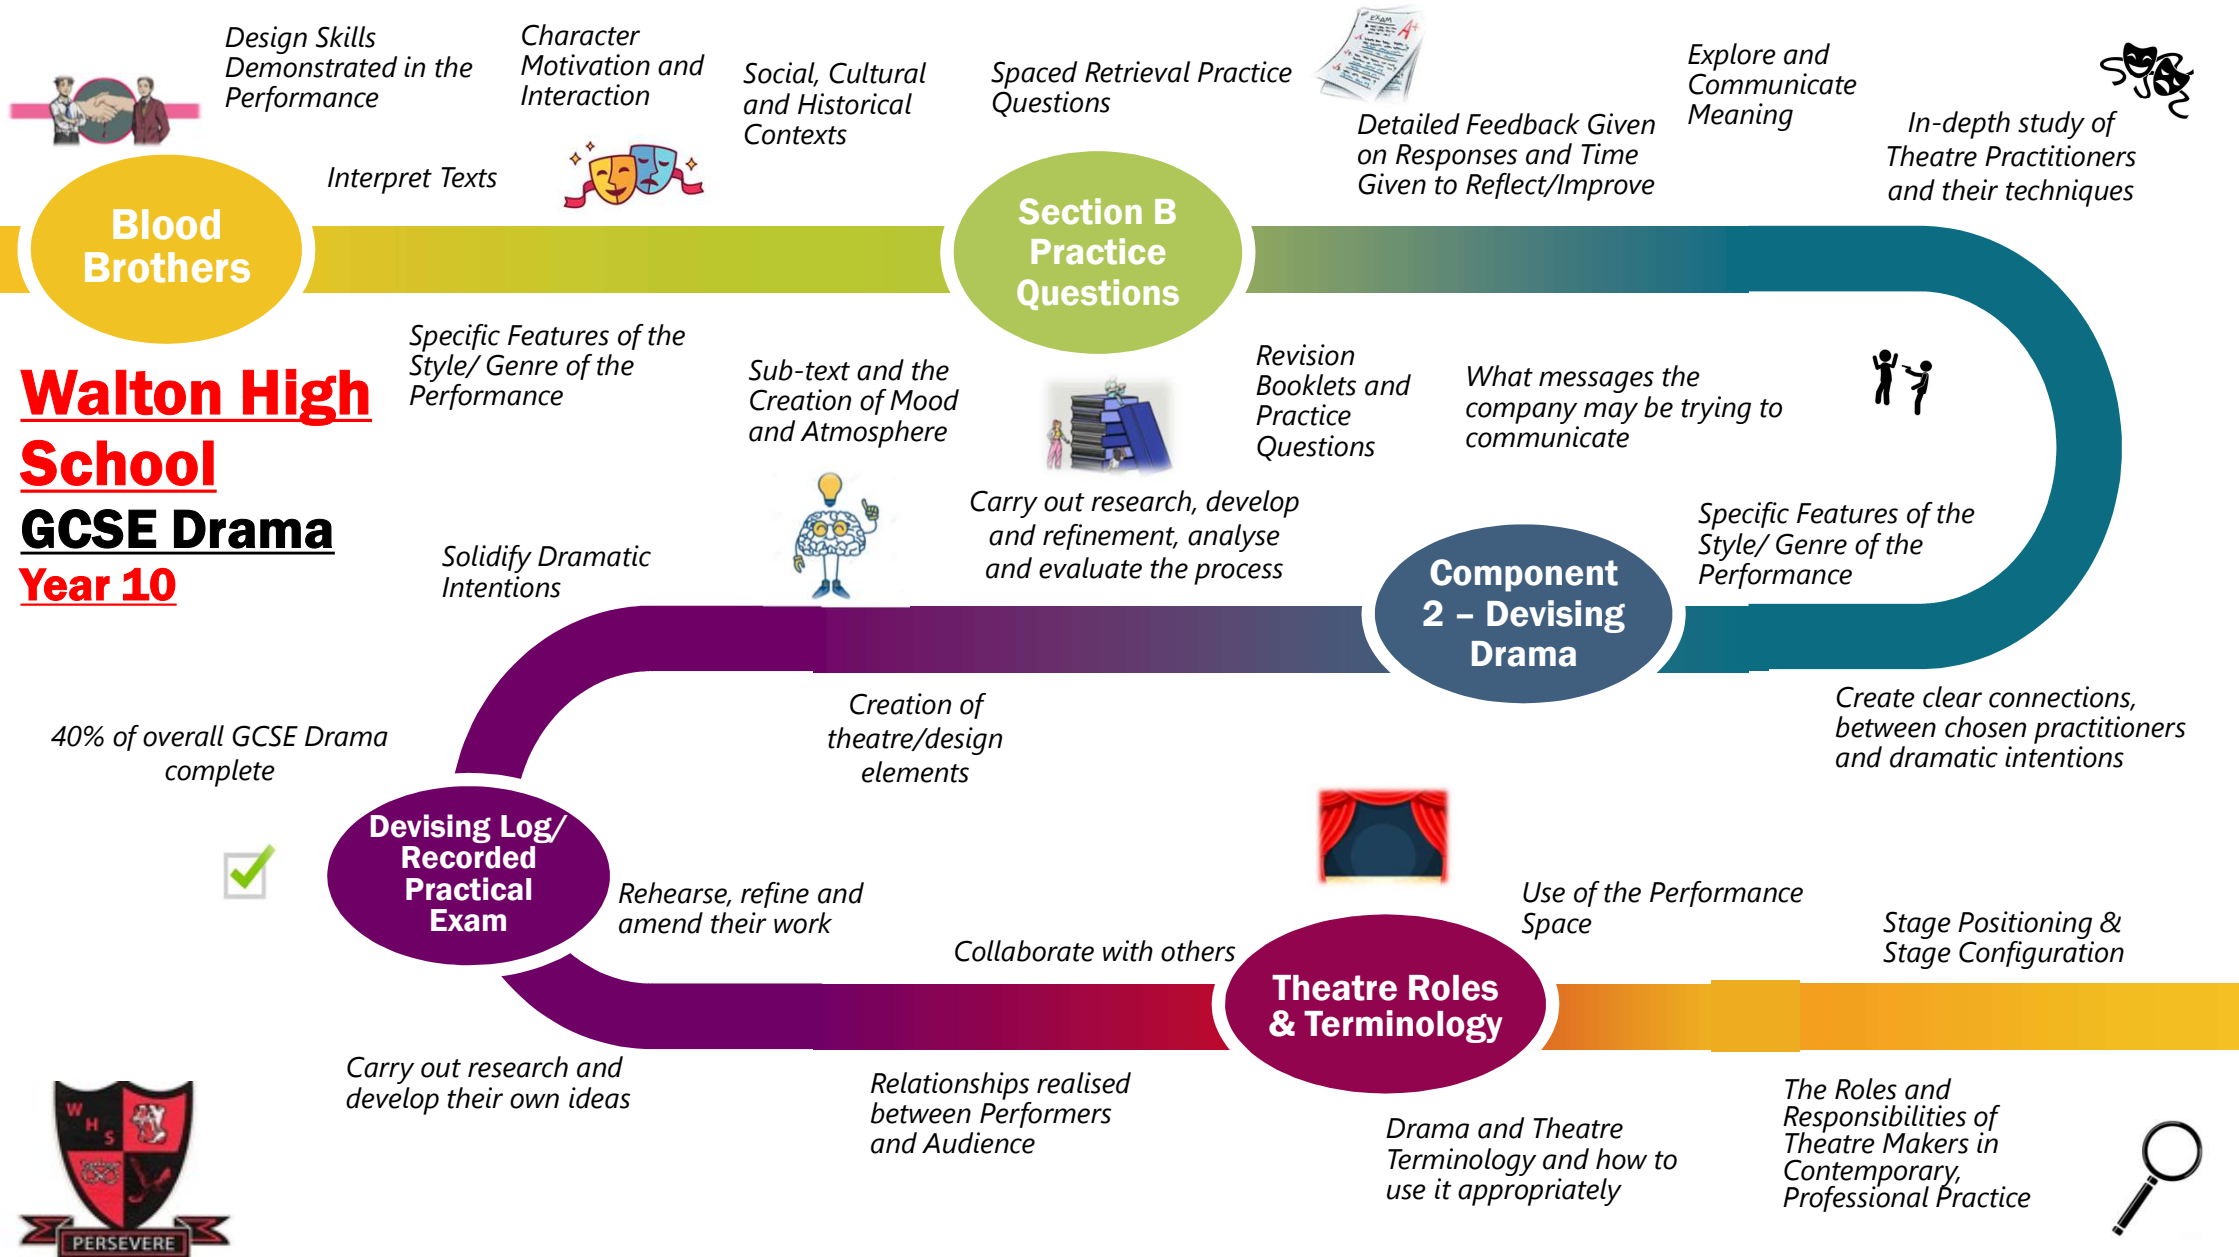 Design Skills
Demonstrated in the
Performance
Character
Motivation and
Interaction
Social, Cultural
and Historical
Contexts
Spaced Retrieval Practice
Questions
EXAM
A+
Detailed Feedback Given
on Responses and Time
Given to Reflect/Improve
Explore and
Communicate
Meaning
In-depth study of
Theatre Practitioners
and their techniques
Interpret Texts
Blood
Brothers
Section B
Practice
Questions
Walton High
School
GCSE Drama
Year 10
Specific Features of the
Style/ Genre of the
Performance
Sub-text and the
Creation of Mood
and Atmosphere
Revision
Booklets and
Practice
Questions
What messages the
company may be trying to
communicate
Solidify Dramatic
Intentions
Carry out research, develop
and refinement, analyse
and evaluate the process
Component
2 – Devising
Drama
Specific Features of the
Style/ Genre of the
Performance
40% of overall GCSE Drama
complete
Creation of
theatre/design
elements
Create clear connections,
between chosen practitioners
and dramatic intentions
Devising Log/
Recorded
Practical
Exam
Rehearse, refine and
amend their work
Collaborate with others
Theatre Roles
& Terminology
Use of the Performance
Space
Stage Positioning &
Stage Configuration
Carry out research and
develop their own ideas
Relationships realised
between Performers
and Audience
Drama and Theatre
Terminology and how to
use it appropriately
The Roles and
Responsibilities of
Theatre Makers in
Contemporary,
Professional Practice
W
H
S
PERSEVERE